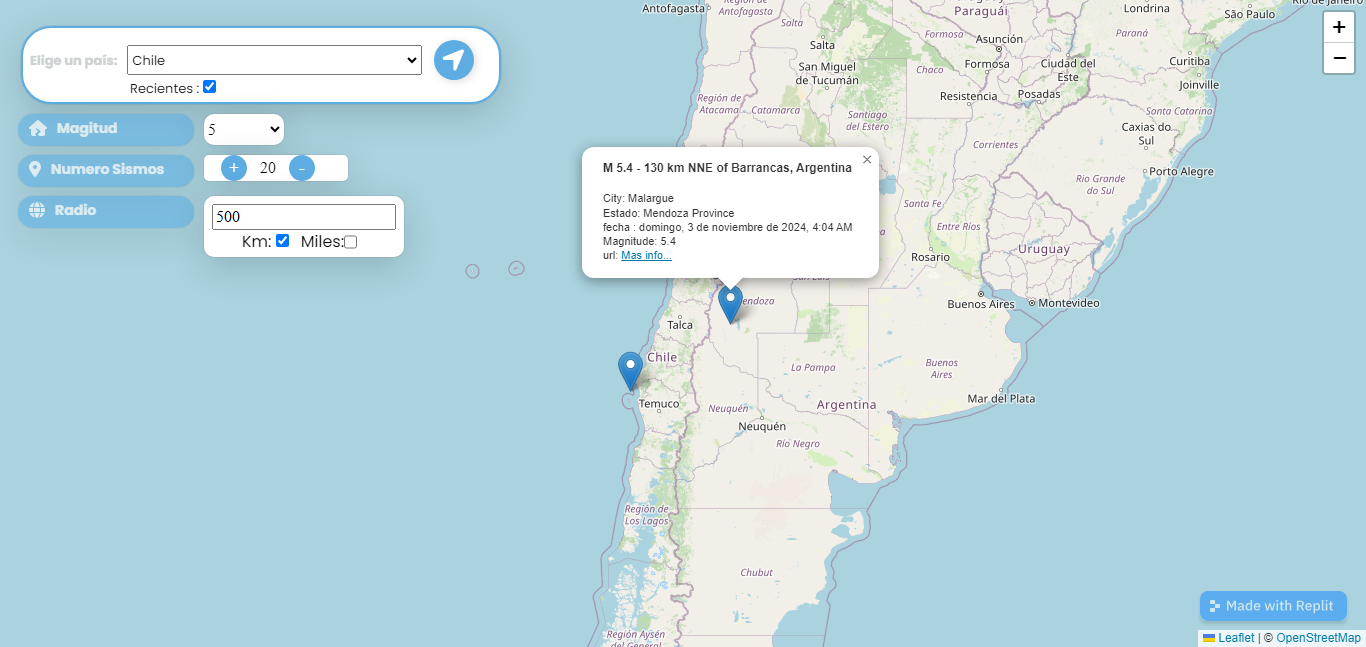 Elige un país:
Chile
Recientes :
Magitud
5
Numero Sismos
+ 20 -
Radio
500
Km: Miles:
+
−
M 5.4 - 130 km NNE of Barrancas, Argentina
×
City: Malargue
Estado: Mendoza Province
fecha : domingo, 3 de noviembre de 2024, 4:04 AM
Magnitude: 5.4
url: Mas info...
Antofagasta
Región de
Antofagasta
Paraguái
Londrina
São Paulo
Salta
Jujuy
Formosa
Asunción
Paraná
Salta
San Miguel
de Tucumán
Chaco
Formosa
Ciudad del
Este
Curitiba
Joinville
Región de
Atacama
Catamarca
Resistencia
Posadas
Santiago
del Estero
Santa Catarina
Caxias do
Sul
Corrientes
Porto Alegre
Rio Grande
do Sul
Santa Fe
Entre Ríos
Rosario
Uruguay
San Luis
Buenos Aires
Montevideo
Mendoza
Talca
Chile
La Pampa
Buenos
Aires
Mar del Plata
Temuco
Neuquén
Argentina
Neuquén
Río Negro
Región de
Los Lagos
Chubut
Región Aysén
del General
Made with Replit
Leaflet | © OpenStreetMap